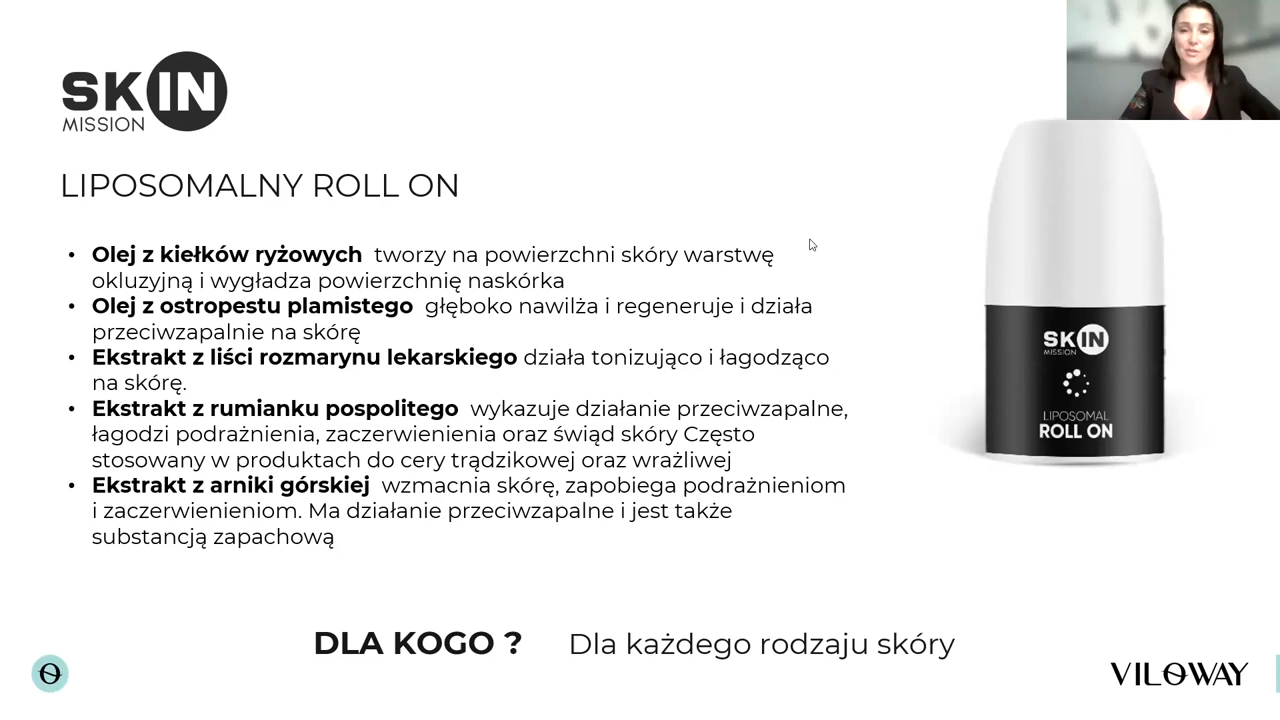 SKIN
MISSION
LIPOSOMALNY ROLL ON
• Olej z kiełków ryżowych tworzy na powierzchni skóry warstwę
okluzyjną i wygładza powierzchnię naskórka
• Olej z ostropestu plamistego głęboko nawilża i regeneruje i działa
przeciwzapalnie na skórę
• Ekstrakt z liści rozmarynu lekarskiego działa tonizująco i łagodząco
na skórę.
• Ekstrakt z rumianku pospolitego wykazuje działanie przeciwzapalne,
łagodzi podrażnienia, zaczerwienienia oraz świąd skóry Często
stosowany w produktach do cery trądzikowej oraz wrażliwej
• Ekstrakt z arniki górskiej wzmacnia skórę, zapobiega podrażnieniom
i zaczerwienieniom. Ma działanie przeciwzapalne i jest także
substancją zapachową
SKIN
MISSION
LIPOSOMAL
ROLL ON
DLA KOGO ? Dla każdego rodzaju skóry
VILOWAY